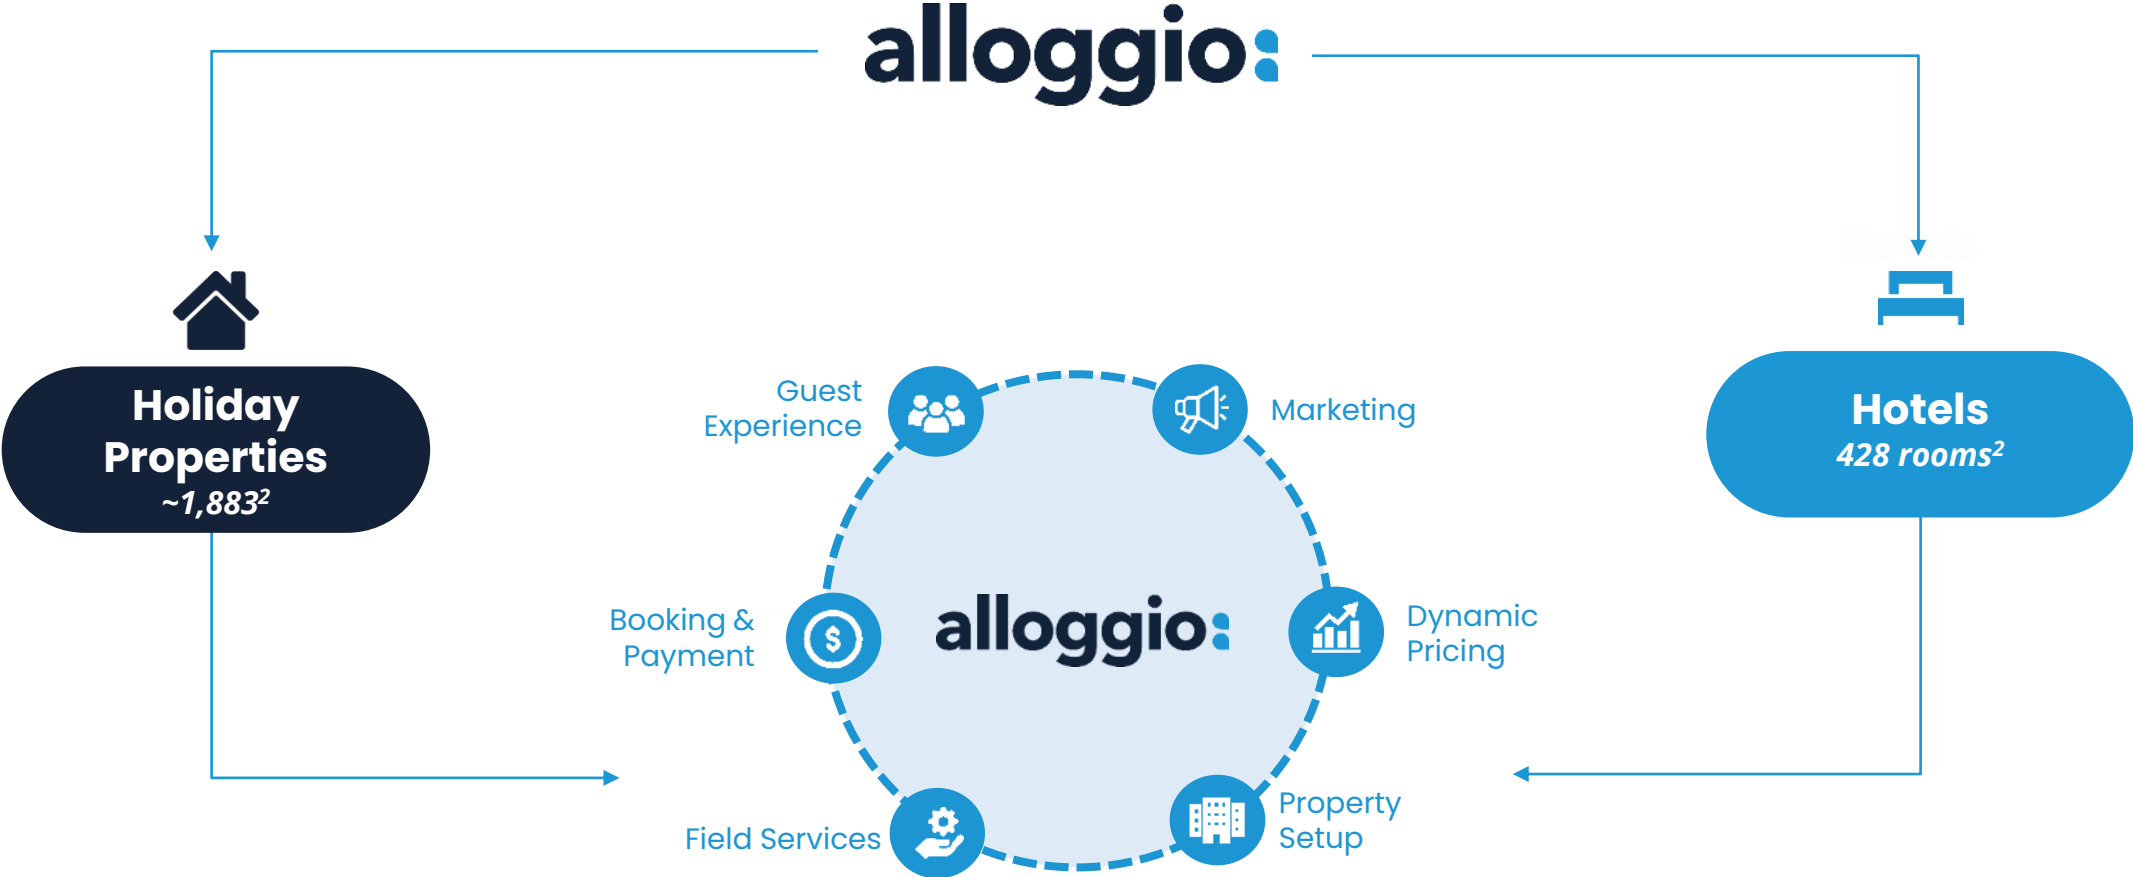 alloggio:
Holiday
Properties
~1,883²
Hotels
428 rooms²
Guest
Experience
Marketing
Booking &
Payment
$
alloggio:
Dynamic
Pricing
Field Services
Property
Setup